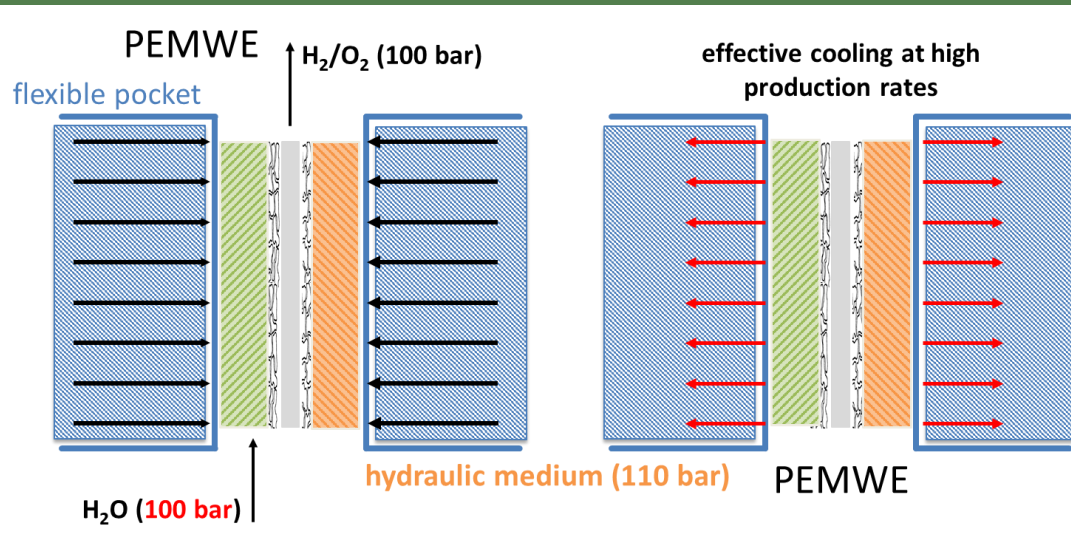 PEMWE
H₂/O₂ (100 bar)
flexible pocket
effective cooling at high
production rates
hydraulic medium (110 bar)
PEMWE
H₂O (100 bar)